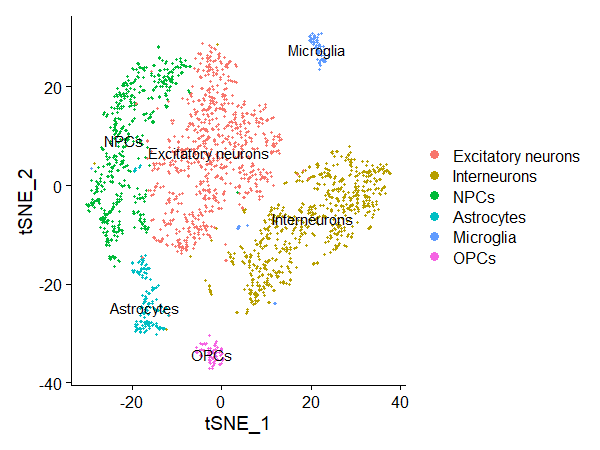 Microglia
NPCs
Excitatory neurons
Interneurons
Astrocytes
OPCs
20
0
-20
-40
tSNE_2
-20
0
20
40
tSNE_1
Excitatory neurons
Interneurons
NPCs
Astrocytes
Microglia
OPCs